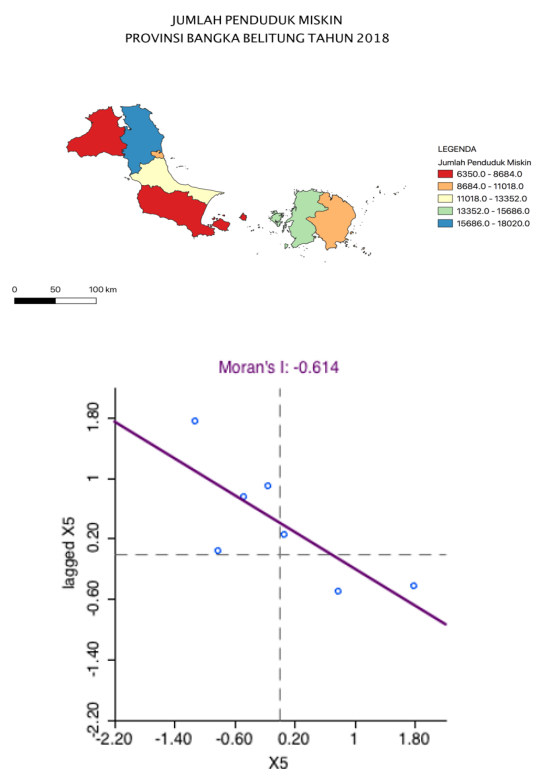 JUMLAH PENDUDUK MISKIN
PROVINSI BANGKA BELITUNG TAHUN 2018
LEGENDA
Jumlah Penduduk Miskin
6350.0 - 8684.0
8684.0 - 11018.0
11018.0 - 13352.0
13352.0 - 15686.0
15686.0 - 18020.0
0 50 100 km
Moran's I: -0.614
lagged X5
1.80
1
0.20
-0.60
-1.40
-2.20
-2.20 -1.40 -0.60 0.20 1 1.80
X5